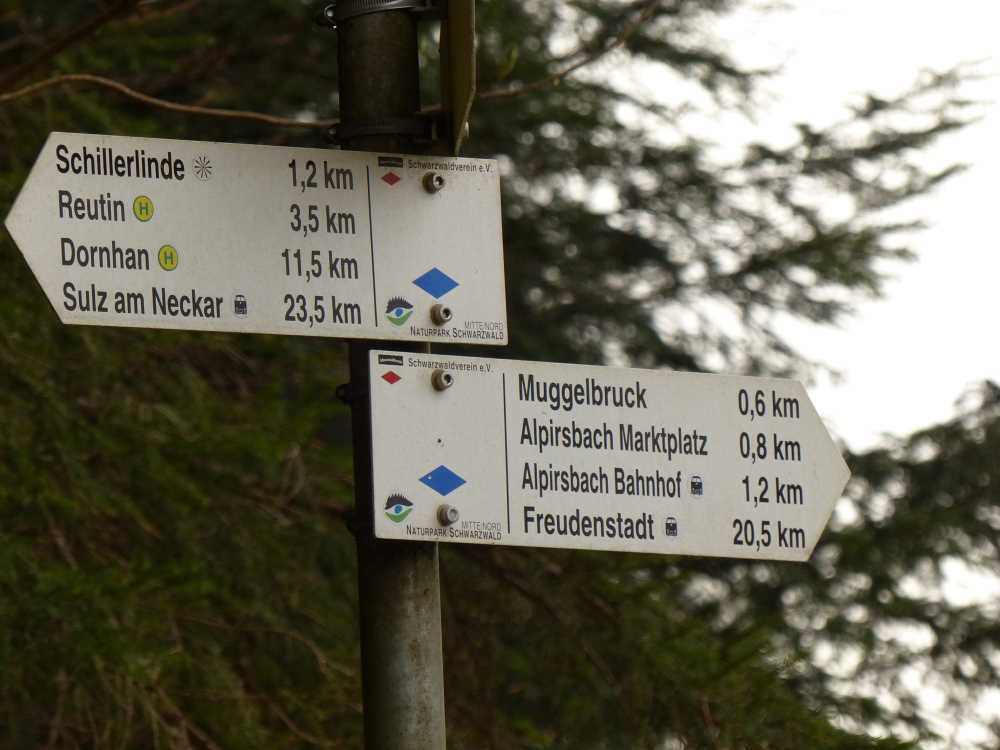 Schillerlinde 1,2 km
Reutin H 3,5 km
Dornhan H 11,5 km
Sulz am Neckar 23,5 km
Schwarzwaldverein e.V.
MITTE/NORD
NATURPARK SCHWARZWALD
Schwarzwaldverein e.V.
MITTE/NORD
NATURPARK SCHWARZWALD
Muggelbruck 0,6 km
Alpirsbach Marktplatz 0,8 km
Alpirsbach Bahnhof 1,2 km
Freudenstadt 20,5 km